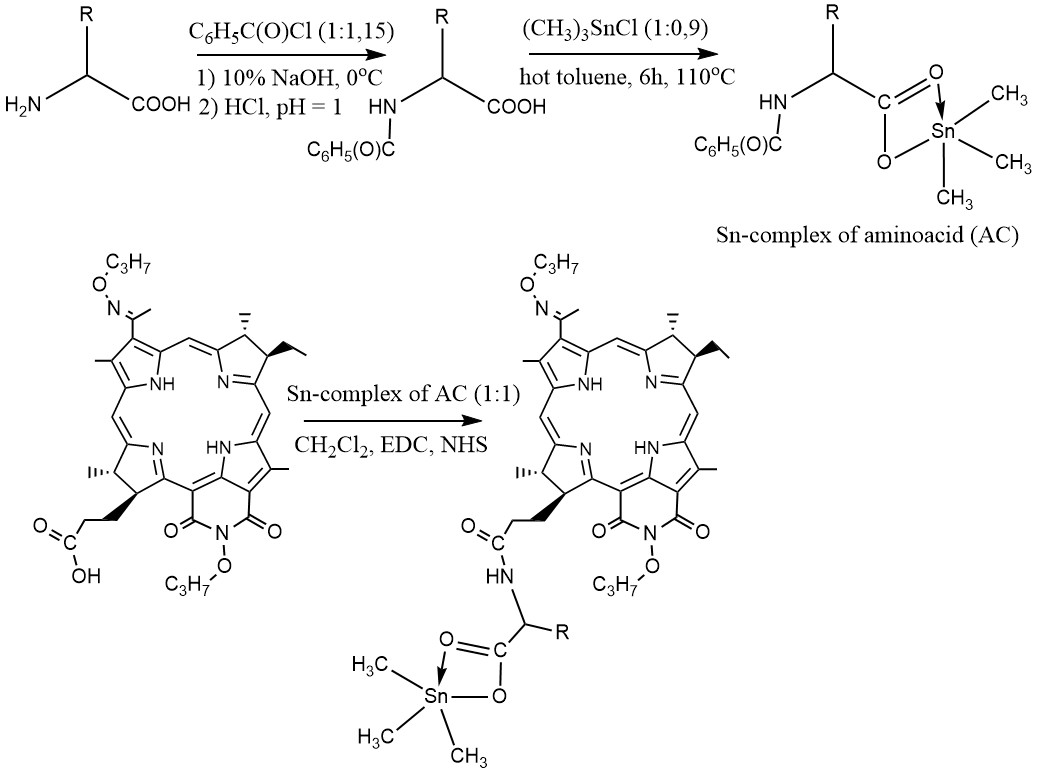 R
C6H5C(O)Cl (1:1,15)
1) 10% NaOH, 0°C
2) HCl, pH = 1
H2N
COOH
R
HN
COOH
C6H5(O)C
(CH3)3SnCl (1:0,9)
hot toluene, 6h, 110°C
R
HN
C6H5(O)C
C
O
O
Sn
CH3
CH3
CH3
Sn-complex of aminoacid (AC)
C3H7
O
N
NH
N
N
HN
O
C
OH
O
N
O
O
C3H7
Sn-complex of AC (1:1)
CH2Cl2, EDC, NHS
C3H7
O
N
NH
N
N
HN
O
C
HN
O
N
O
O
C3H7
R
O
C
O
Sn
H3C
H3C
CH3